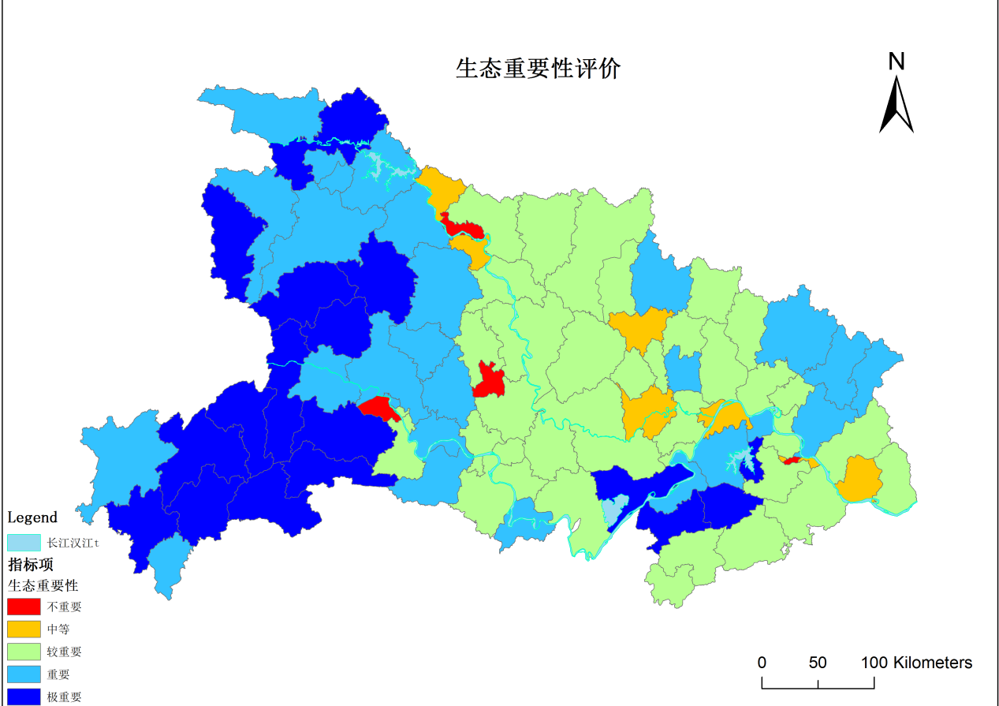 生态重要性评价
N
Legend
长江汉江t
指标项
生态重要性
不重要
中等
较重要
重要
极重要
0 50 100 Kilometers